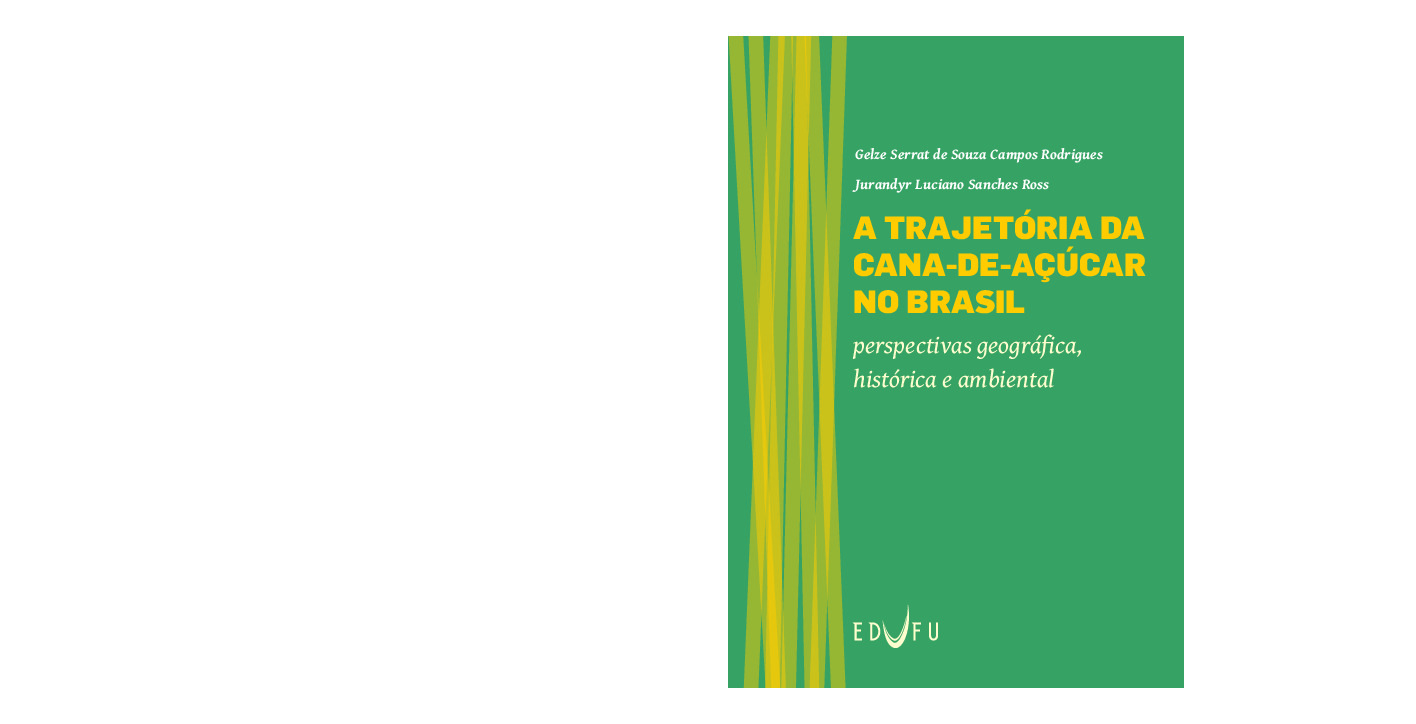 Gelze Serrat de Souza Campos Rodrigues
Jurandyr Luciano Sanches Ross
A TRAJETÓRIA DA
CANA-DE-AÇÚCAR
NO BRASIL
perspectivas geográfica,
histórica e ambiental
EDUFU